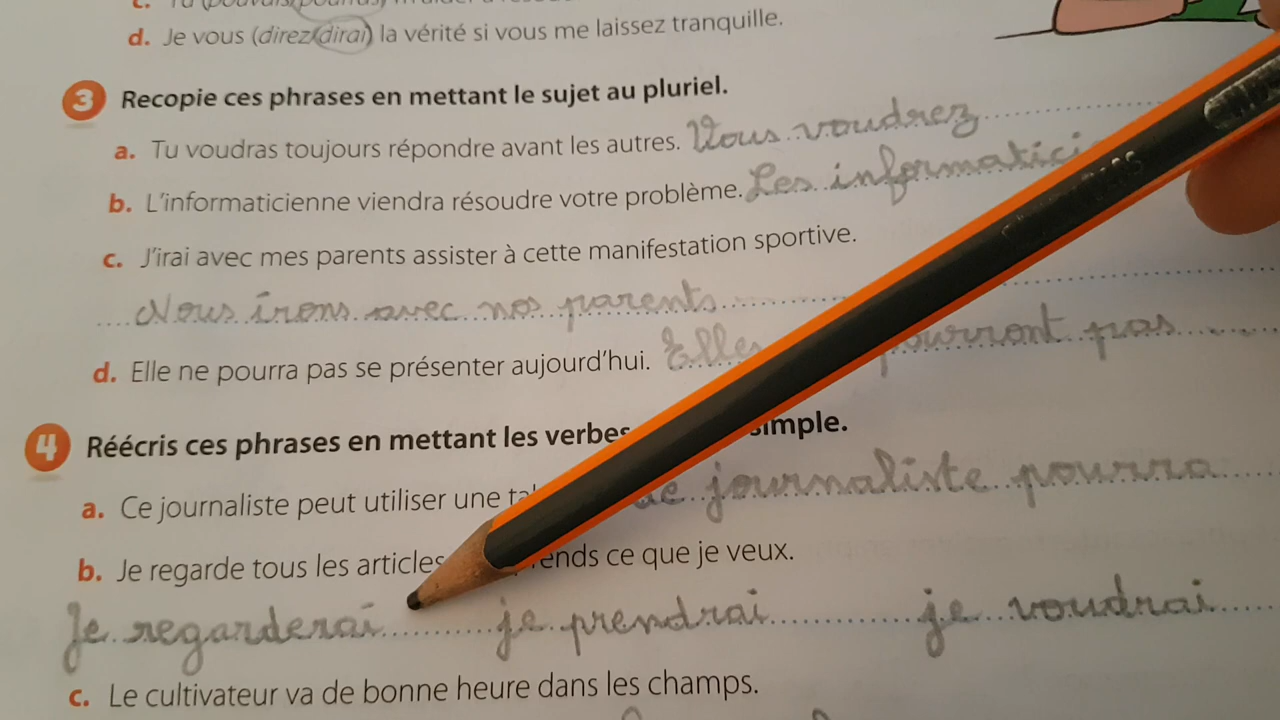 d. Je vous (direz/dirai) la vérité si vous me laissez tranquille.
3 Recopie ces phrases en mettant le sujet au pluriel.
a. Tu voudras toujours répondre avant les autres. Vous voudrez
b. L'informaticienne viendra résoudre votre problème. Les informatici
c. J'irai avec mes parents assister à cette manifestation sportive.
Nous irons avec nos parents
d. Elle ne pourra pas se présenter aujourd'hui. Elles pourront pas
4 Réécris ces phrases en mettant les verbes simple.
a. Ce journaliste peut utiliser une journaliste pourra
b. Je regarde tous les articles ce que je veux.
Je regarderai je prendrai je voudrai
c. Le cultivateur va de bonne heure dans les champs.